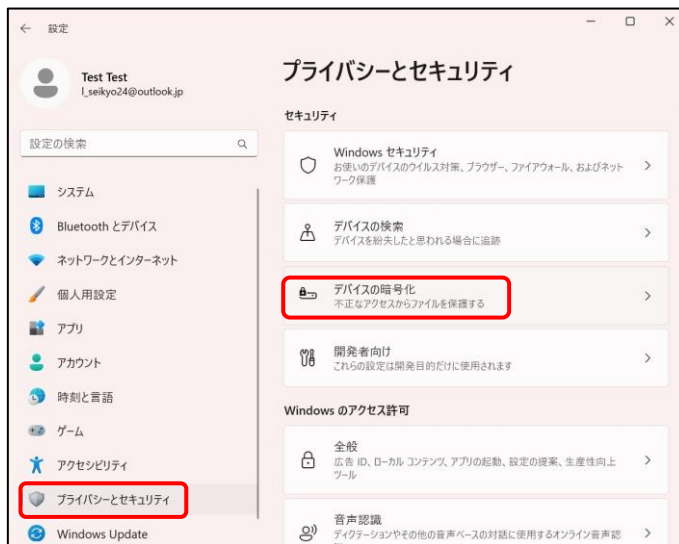 設定
Test Test
l_seikyo24@outlook.jp
設定の検索
システム
Bluetooth とデバイス
ネットワークとインターネット
個人用設定
アプリ
アカウント
時刻と言語
ゲーム
アクセシビリティ
プライバシーとセキュリティ
Windows Update
プライバシーとセキュリティ
セキュリティ
Windows セキュリティ
お使いのデバイスのウイルス対策、ブラウザー、ファイアウォール、およびネット
ワーク保護
デバイスの検索
デバイスを紛失したと思われる場合に追跡
デバイスの暗号化
不正なアクセスからファイルを保護する
開発者向け
これらの設定は開発目的だけに使用されます
Windows のアクセス許可
全般
広告 ID、ローカル コンテンツ、アプリの起動、設定の提案、生産性向上
ツール
音声認識
ディクテーションやその他の音声ベースの対話に使用するオンライン音声認